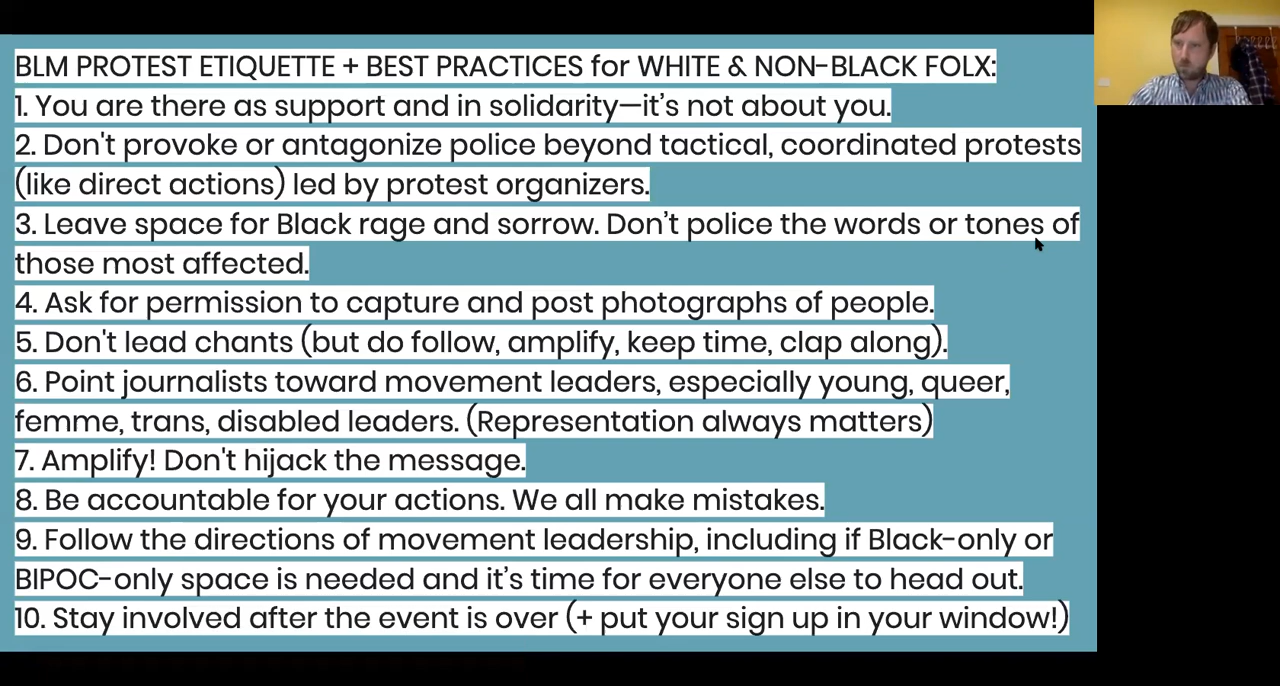 BLM PROTEST ETIQUETTE + BEST PRACTICES for WHITE & NON-BLACK FOLX:
1. You are there as support and in solidarity—it's not about you.
2. Don't provoke or antagonize police beyond tactical, coordinated protests
(like direct actions) led by protest organizers.
3. Leave space for Black rage and sorrow. Don't police the words or tones of
those most affected.
4. Ask for permission to capture and post photographs of people.
5. Don't lead chants (but do follow, amplify, keep time, clap along).
6. Point journalists toward movement leaders, especially young, queer,
femme, trans, disabled leaders. (Representation always matters)
7. Amplify! Don't hijack the message.
8. Be accountable for your actions. We all make mistakes.
9. Follow the directions of movement leadership, including if Black-only or
BIPOC-only space is needed and it's time for everyone else to head out.
10. Stay involved after the event is over (+ put your sign up in your window!)